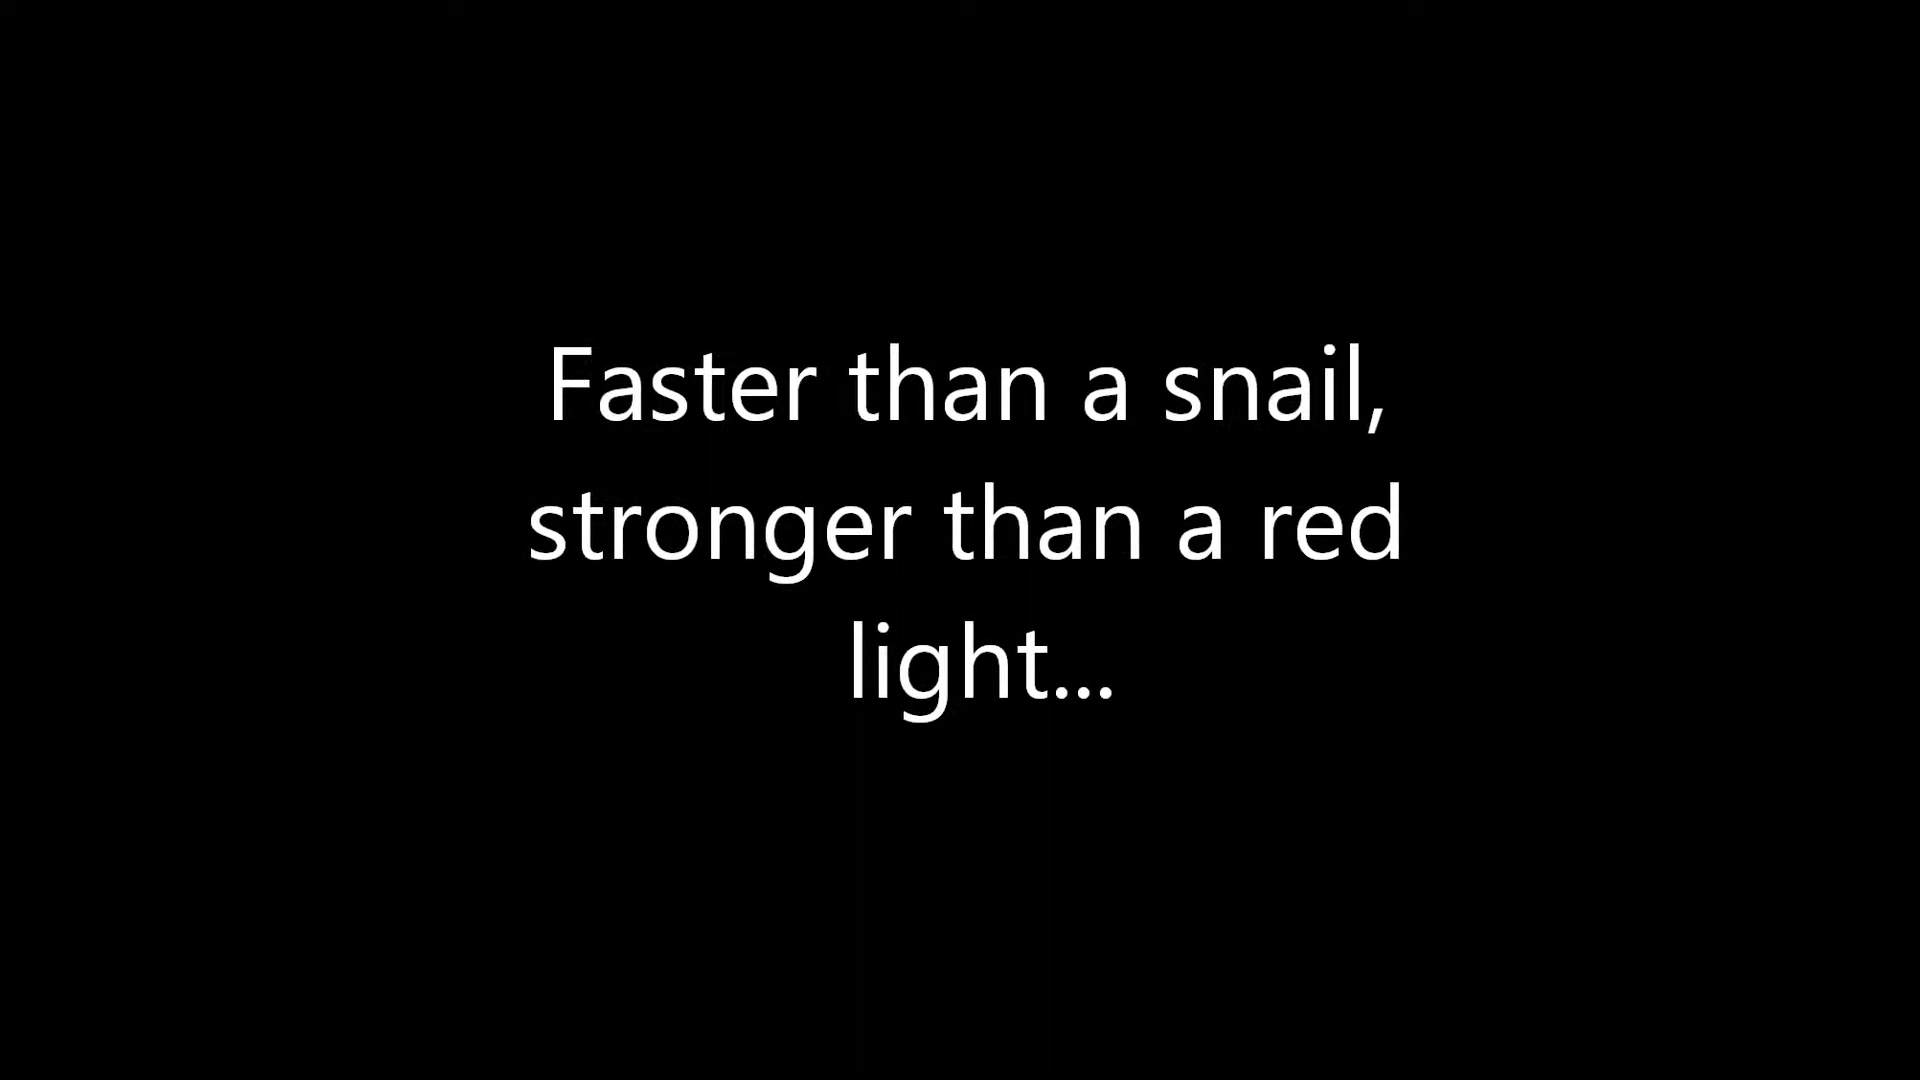 Faster than a snail,
stronger than a red
light...